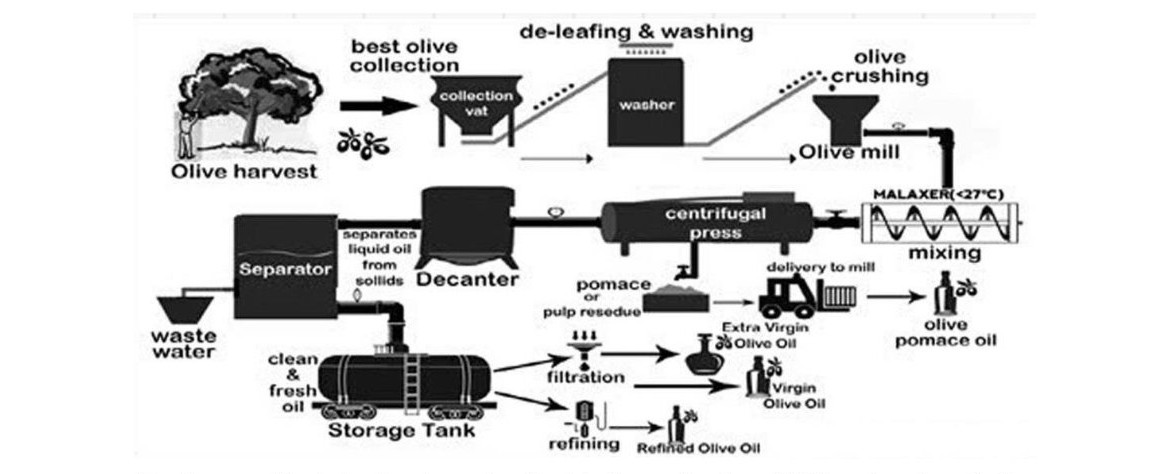 de-leafing & washing
best olive
collection
olive
crushing
collection
vat
washer
Olive harvest
Olive mill
MALAXER(<27°C)
mixing
centrifugal
press
Decanter
separates
liquid oil
from
sollids
Separator
waste
water
pomace
or
pulp resedue
delivery to mill
olive
pomace oil
clean
&
fresh
oil
Storage Tank
filtration
Extra Virgin
Olive Oil
Virgin
Olive Oil
refining
Refined Olive Oil